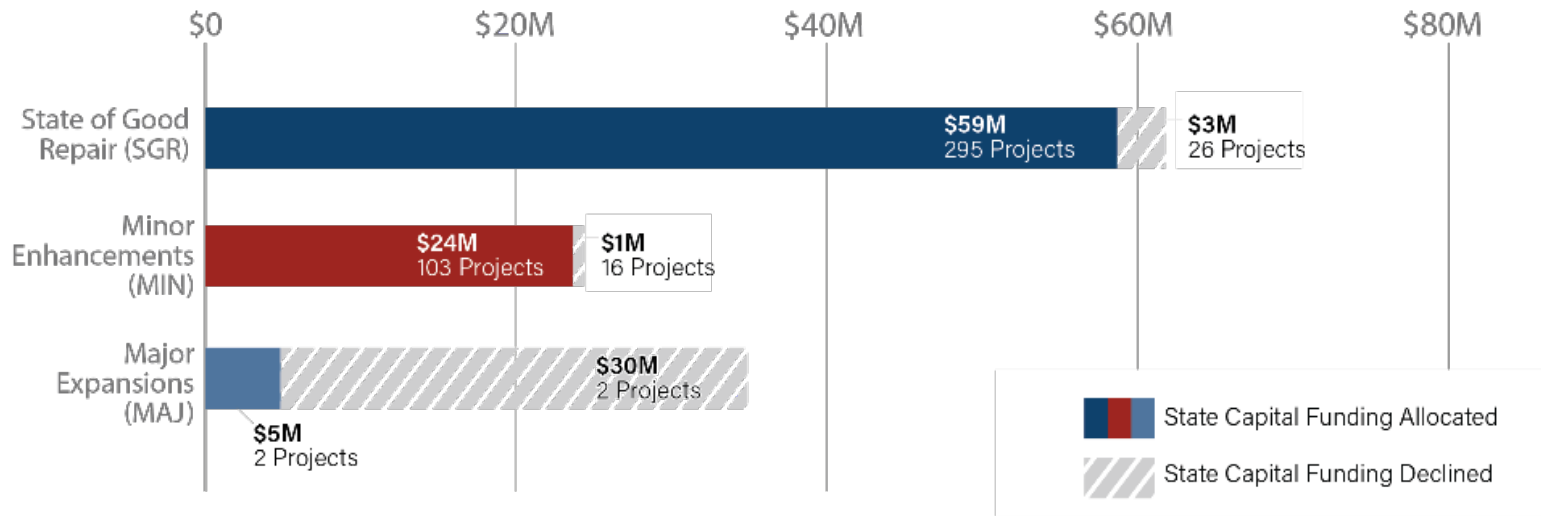 $0 $20M $40M $60M $80M
State of Good
Repair (SGR)
$59M
295 Projects
$3M
26 Projects
Minor
Enhancements
(MIN)
$24M
103 Projects
$1M
16 Projects
Major
Expansions
(MAJ)
$30M
2 Projects
$5M
2 Projects
State Capital Funding Allocated
State Capital Funding Declined